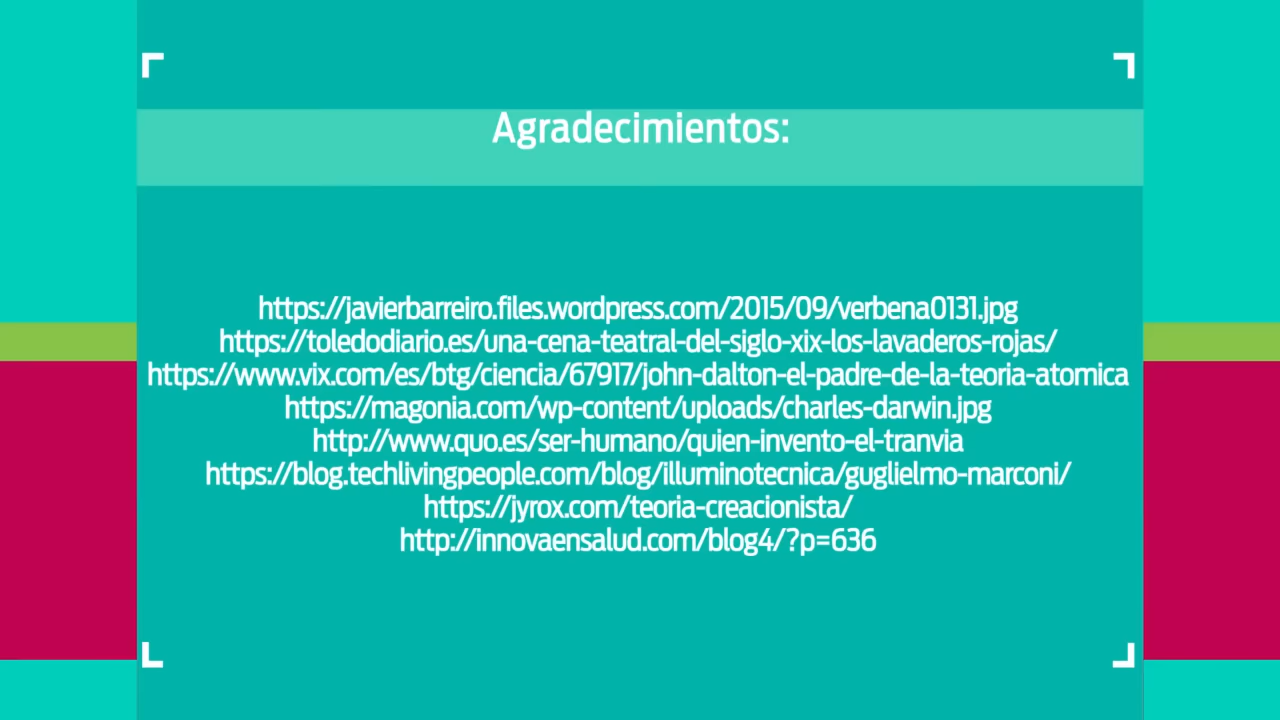 Agradecimientos:
https://javierbarreiro.files.wordpress.com/2015/09/verbena0131.jpg
https://toledodiario.es/una-cena-teatral-del-siglo-xix-los-lavaderos-rojas/
https://www.vix.com/es/btg/ciencia/67917/john-dalton-el-padre-de-la-teoria-atomica
https://magonia.com/wp-content/uploads/charles-darwin.jpg
http://www.quo.es/ser-humano/quien-invento-el-tranvia
https://blog.techlivingpeople.com/blog/illuminotecnica/guglielmo-marconi/
https://jyrox.com/teoria-creacionista/
http://innovaensalud.com/blog4/?p=636